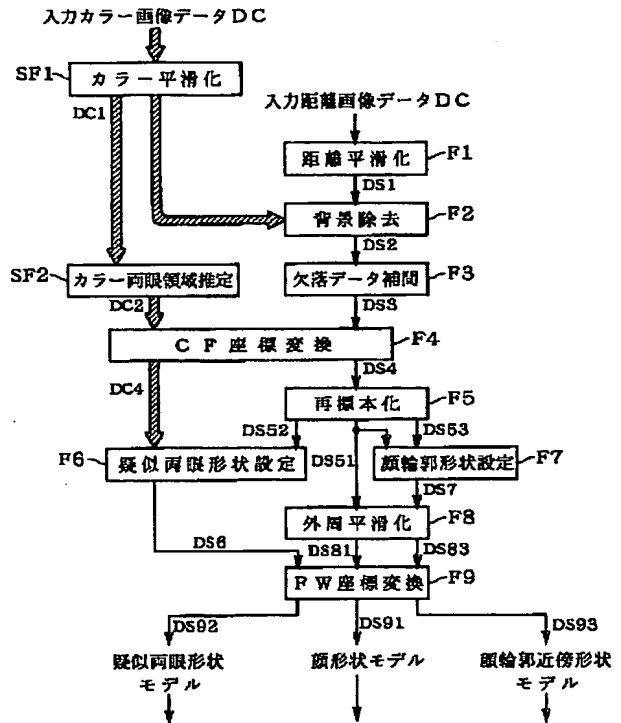 入力カラー画像データDC
SF1
カラー平滑化
DC1
入力距離画像データDC
距離平滑化
F1
DS1
背景除去
F2
DS2
SF2
カラー両眼領域推定
欠落データ補間
F3
DC2
DS3
CF座標変換
F4
DC4
DS4
再標本化
F5
DS52
DS51
DS53
F6
疑似両眼形状設定
顔輪郭形状設定
F7
DS7
外周平滑化
F8
DS6
DS81
DS83
FW座標変換
F9
DS92
DS91
DS93
疑似両眼形状
モデル
顔形状モデル
顔輪郭近傍形状
モデル